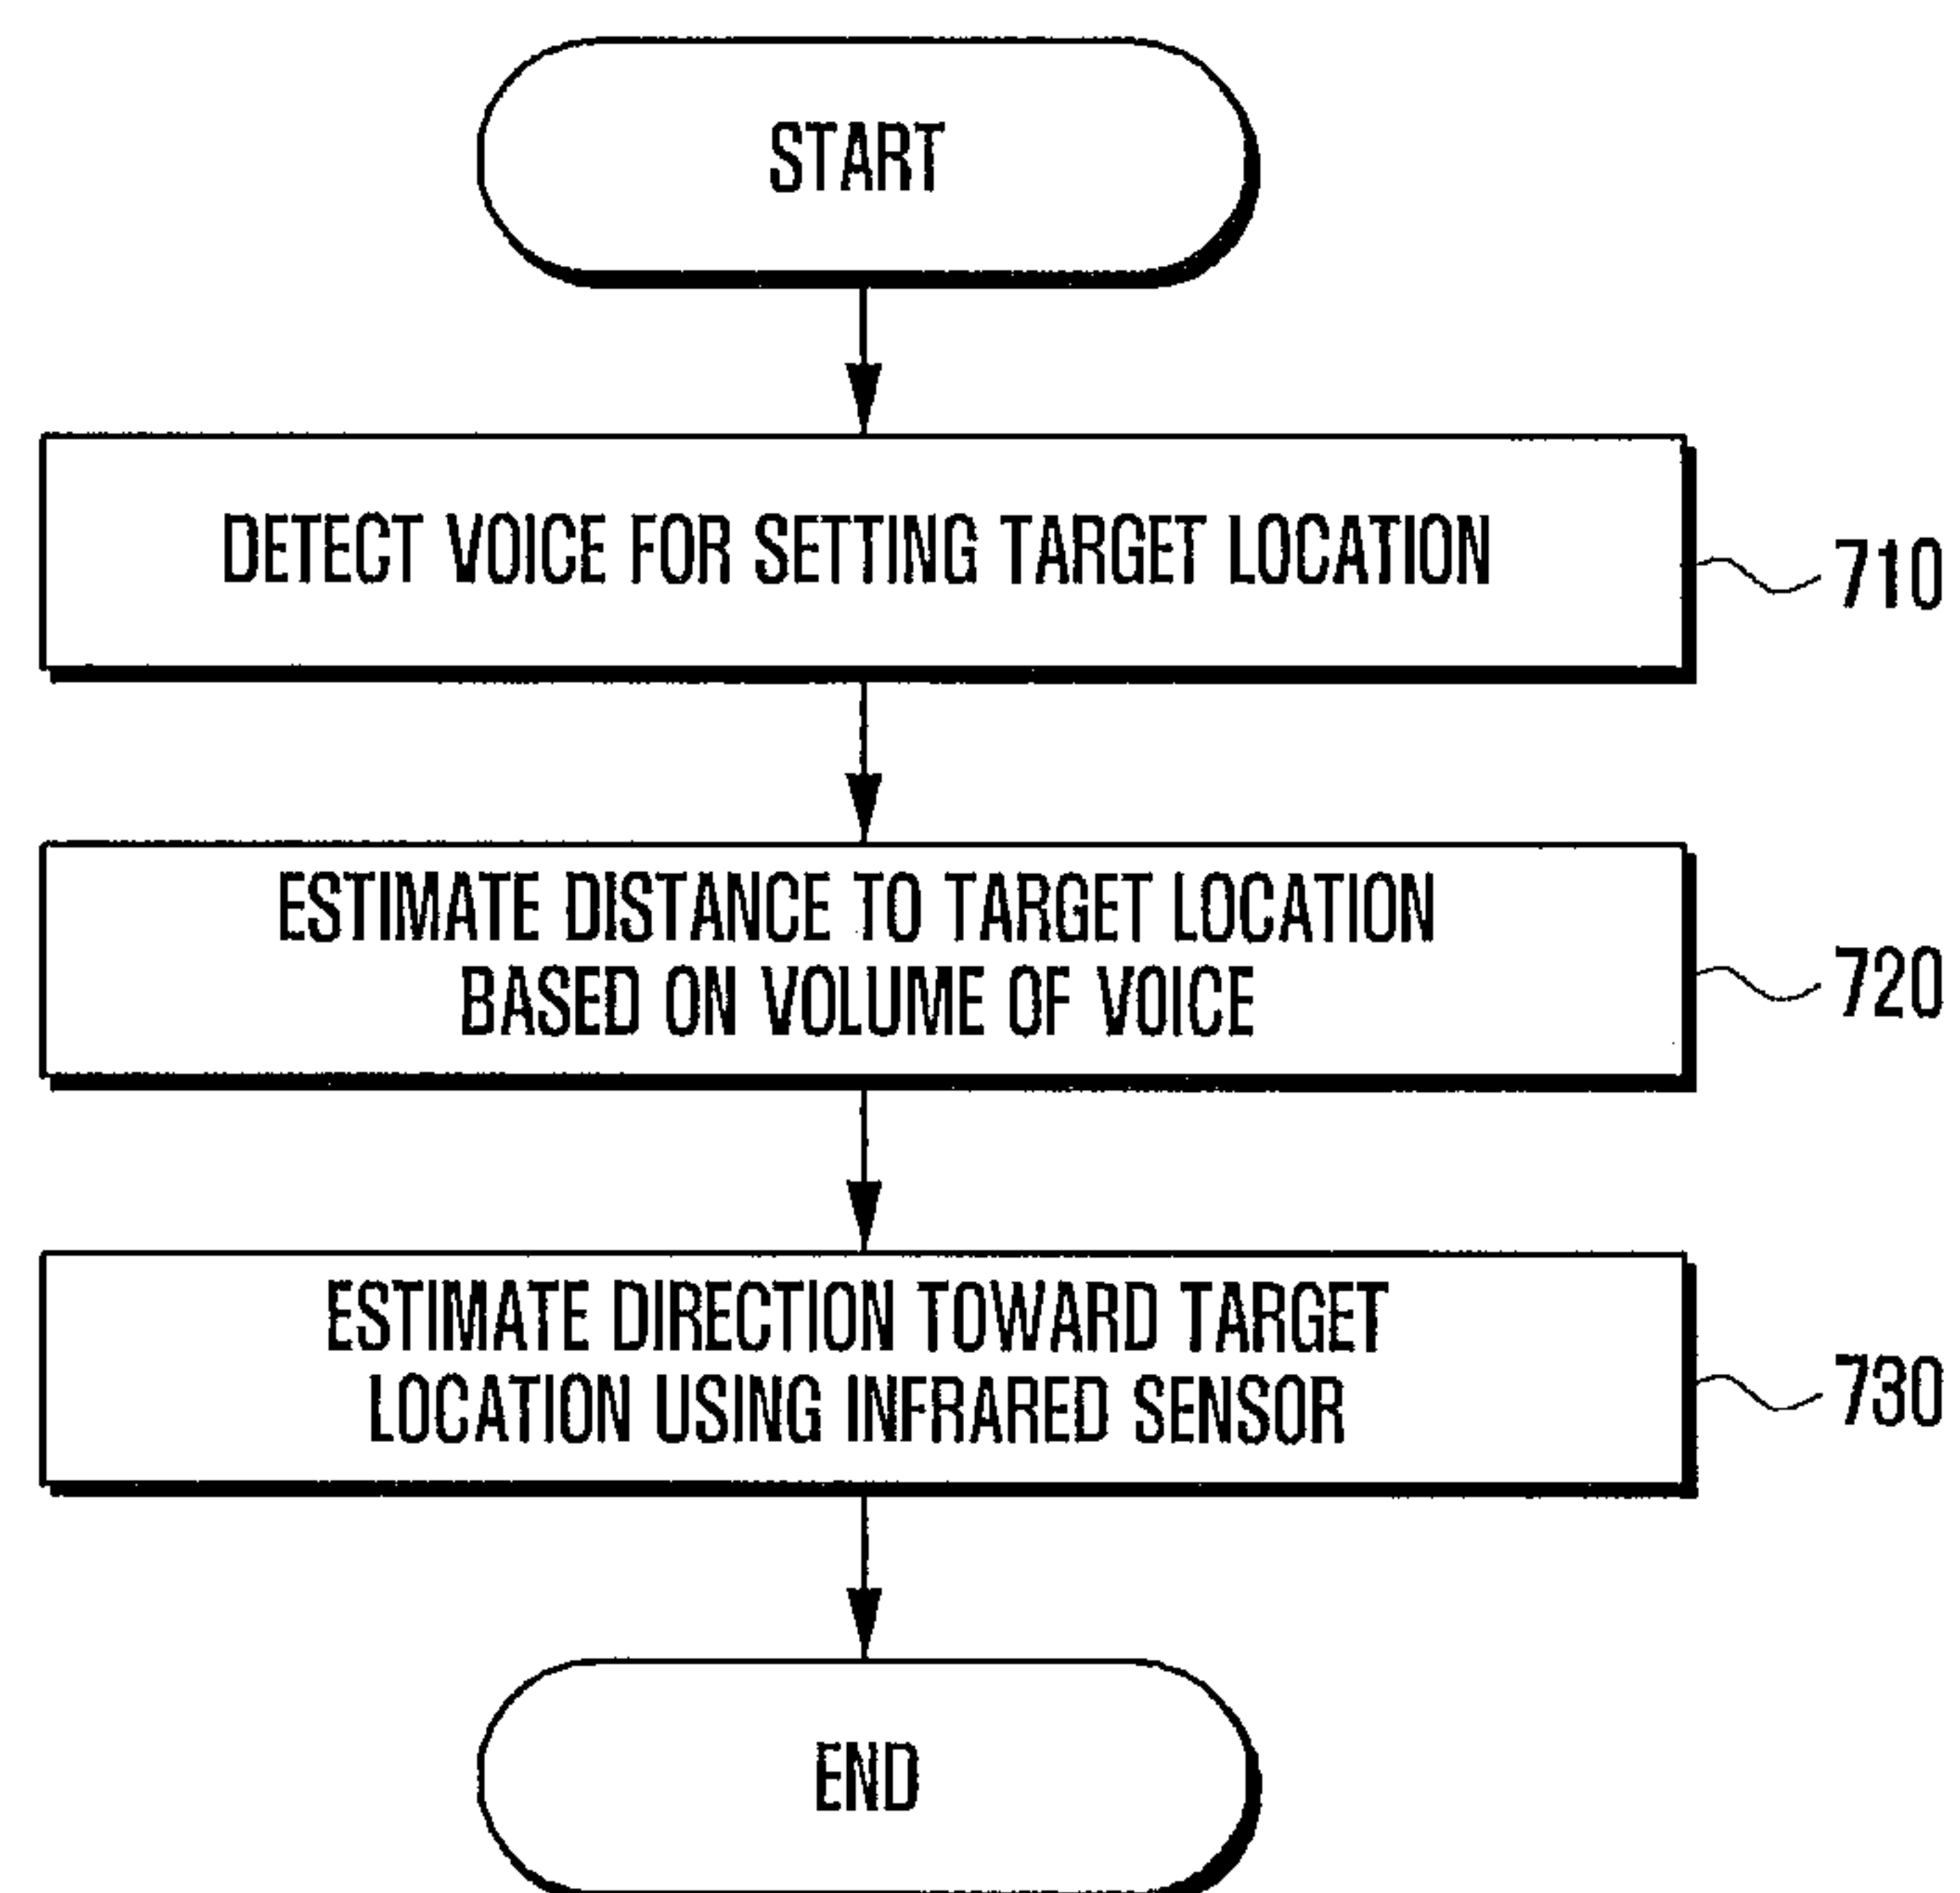 START
DETECT VOICE FOR SETTING TARGET LOCATION
710
ESTIMATE DISTANCE TO TARGET LOCATION
BASED ON VOLUME OF VOICE
720
ESTIMATE DIRECTION TOWARD TARGET
LOCATION USING INFRARED SENSOR
730
END